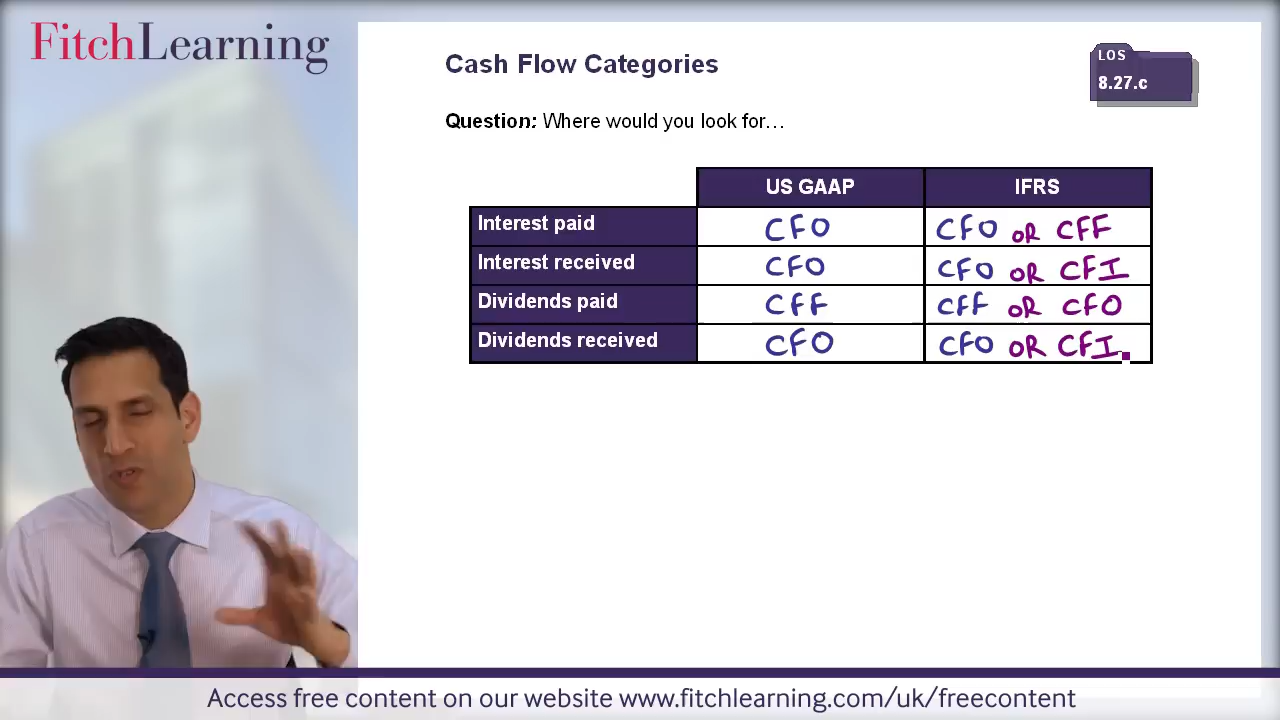 FitchLearning
Cash Flow Categories
LOS
8.27.c
Question: Where would you look for...
US GAAP IFRS
Interest paid CFO CFO OR CFF
Interest received CFO CFO OR CFI
Dividends paid CFF CFF OR CFO
Dividends received CFO CFO OR CFI
Access free content on our website www.fitchlearning.com/uk/freecontent